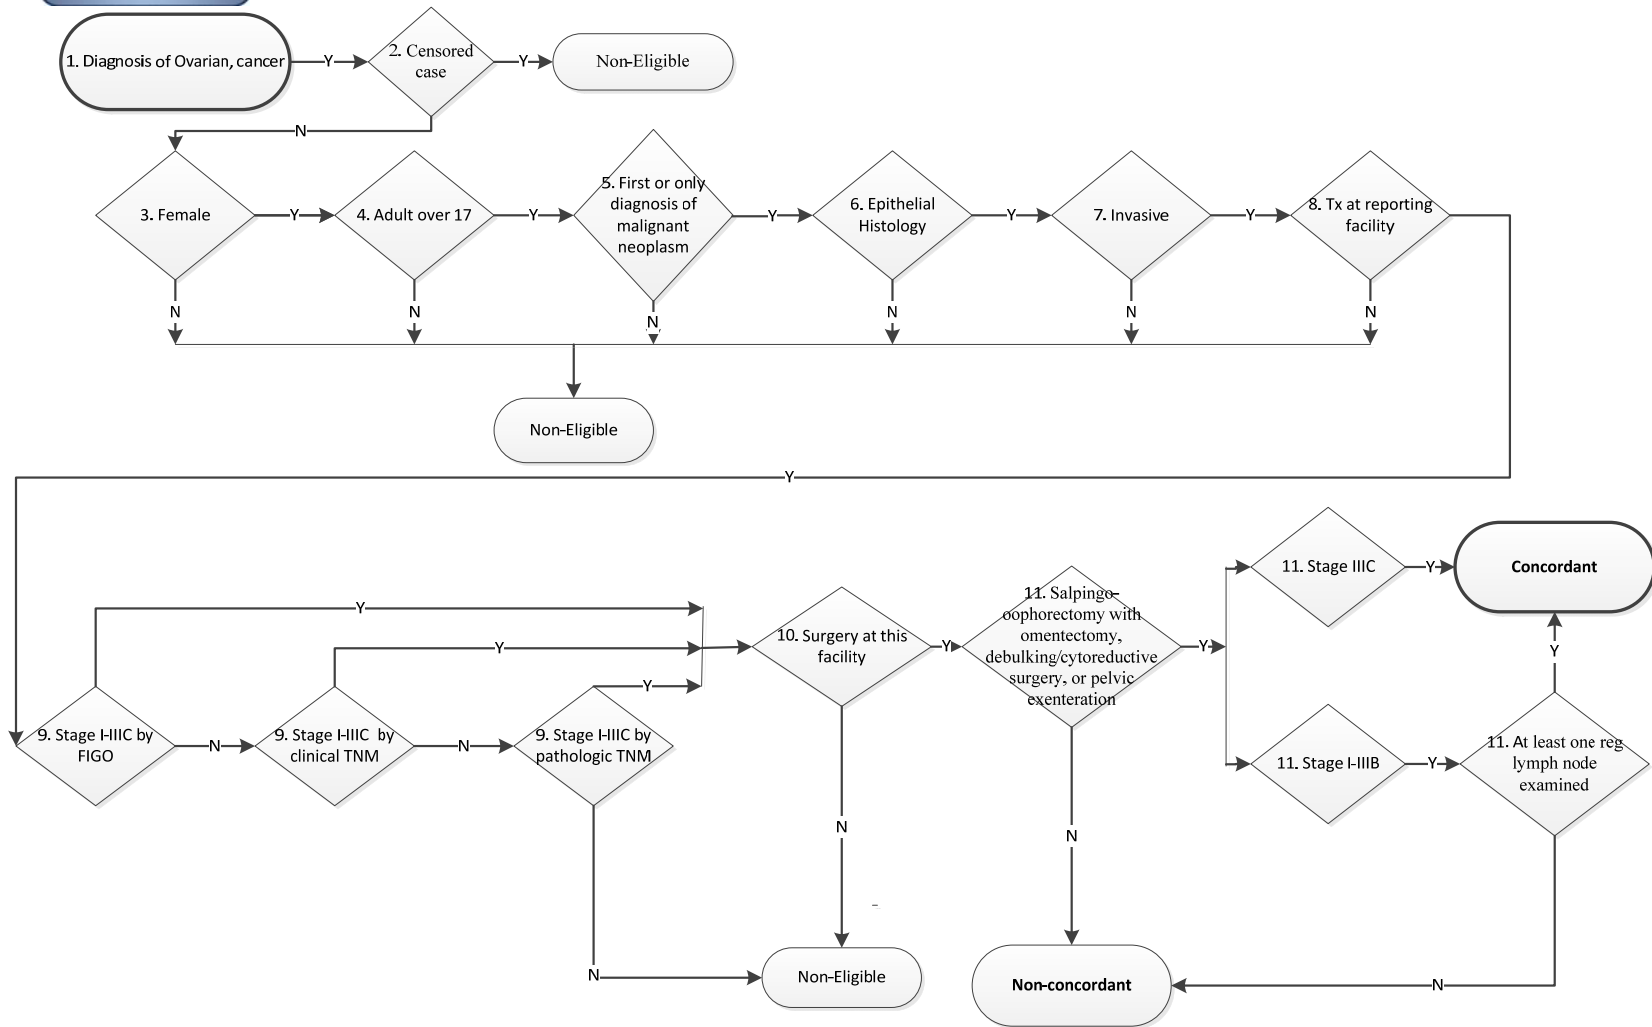 1. Diagnosis of Ovarian, cancer
Y
2. Censored
case
Y
Non-Eligible
N
3. Female
Y
4. Adult over 17
Y
5. First or only
diagnosis of
malignant
neoplasm
Y
6. Epithelial
Histology
Y
7. Invasive
Y
8. Tx at reporting
facility
N
N
N
N
N
N
Non-Eligible
Y
Y
Y
Y
9. Stage I-IIIC by
FIGO
N
9. Stage I-IIIC by
clinical TNM
N
9. Stage I-IIIC by
pathologic TNM
N
10. Surgery at this
facility
Y
N
Non-Eligible
11. Salpingo-
oophorectomy with
omentectomy,
debulking/cytoreductive
surgery, or pelvic
exenteration
Y
N
Non-concordant
11. Stage IIIC
Y
Concordant
Y
11. Stage I-IIIB
Y
11. At least one reg
lymph node
examined
N